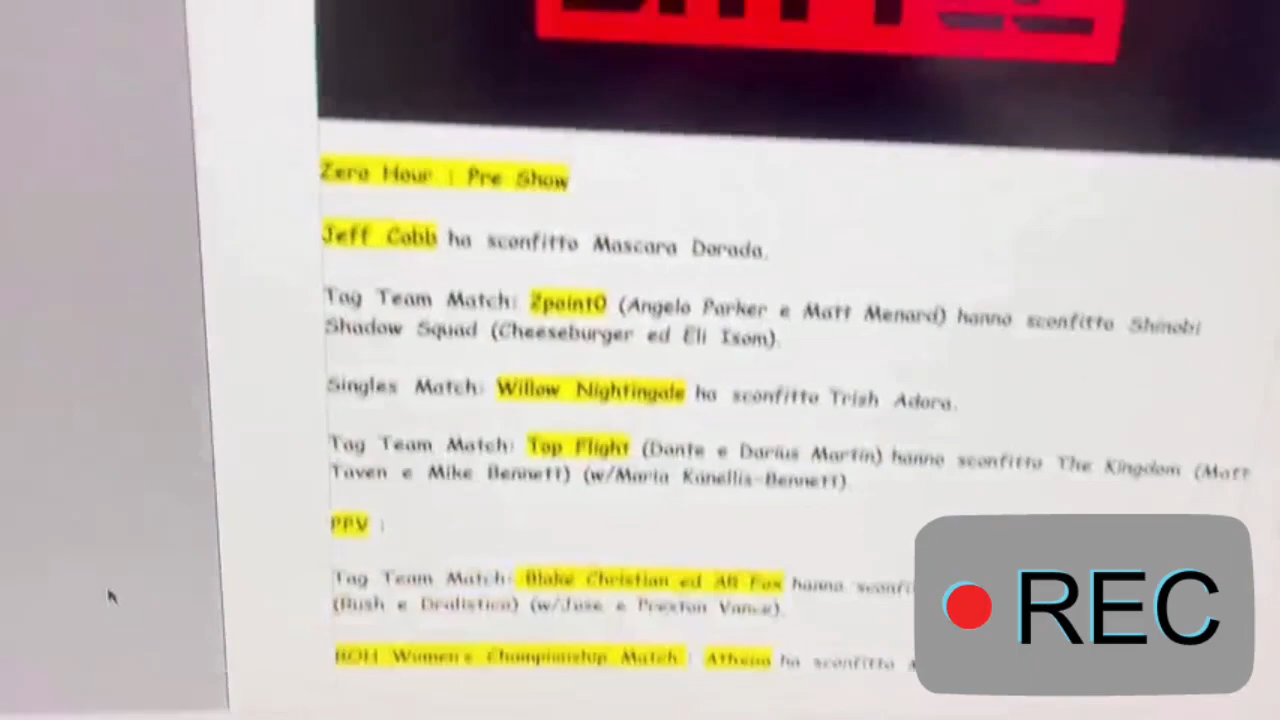 Zero Hour : Pre Show
Jeff Cobb ha sconfitto Mascara Dorada.
Tag Team Match: 2point0 (Angelo Parker e Matt Menard) hanno sconfitto Shinobi
Shadow Squad (Cheeseburger ed Eli Isom).
Singles Match: Willow Nightingale ha sconfitto Trish Adora.
Tag Team Match: Top Flight (Dante e Darius Martin) hanno sconfitto The Kingdom (Matt
Taven e Mike Bennett) (w/Maria Kanellis-Bennett).
PPV :
Tag Team Match: Blake Christian ed AR Fox hanno
(Rush e Dralistico) (w/Jose e Preston Vance).
ROH Women's Championship Match : Athena ha sconfitto
REC